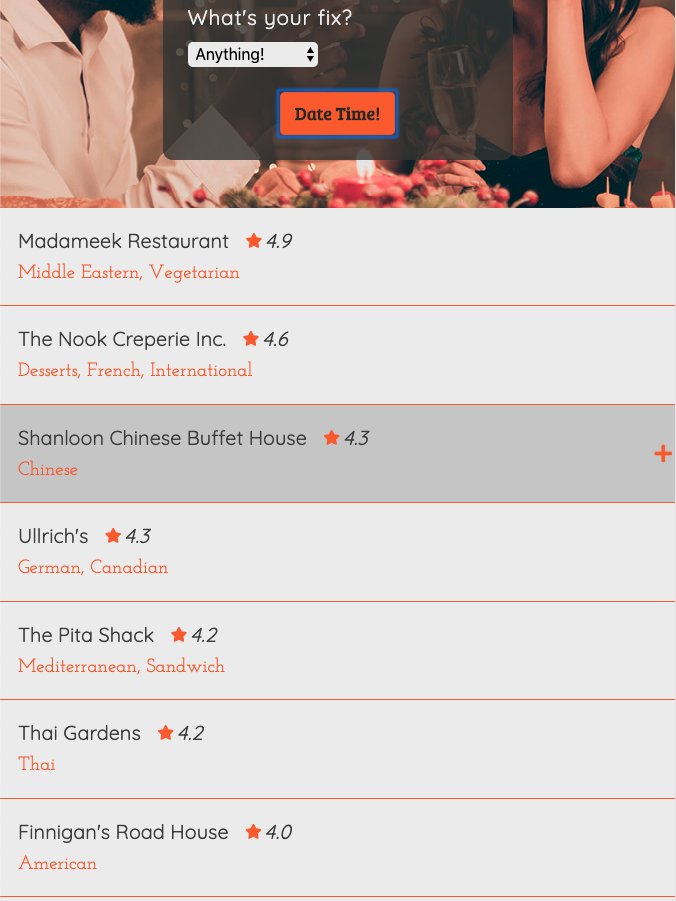 What's your fix?
Anything!
Date Time!
Madameek Restaurant 4.9
Middle Eastern, Vegetarian
The Nook Creperie Inc. 4.6
Desserts, French, International
Shanloon Chinese Buffet House 4.3
Chinese
Ullrich's 4.3
German, Canadian
The Pita Shack 4.2
Mediterranean, Sandwich
Thai Gardens 4.2
Thai
Finnigan's Road House 4.0
American